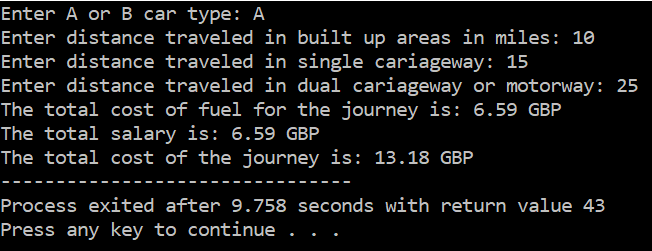 Enter A or B car type: A
Enter distance traveled in built up areas in miles: 10
Enter distance traveled in single cariageway: 15
Enter distance traveled in dual cariageway or motorway: 25
The total cost of fuel for the journey is: 6.59 GBP
The total salary is: 6.59 GBP
The total cost of the journey is: 13.18 GBP
--------------------------------
Process exited after 9.758 seconds with return value 43
Press any key to continue . . .